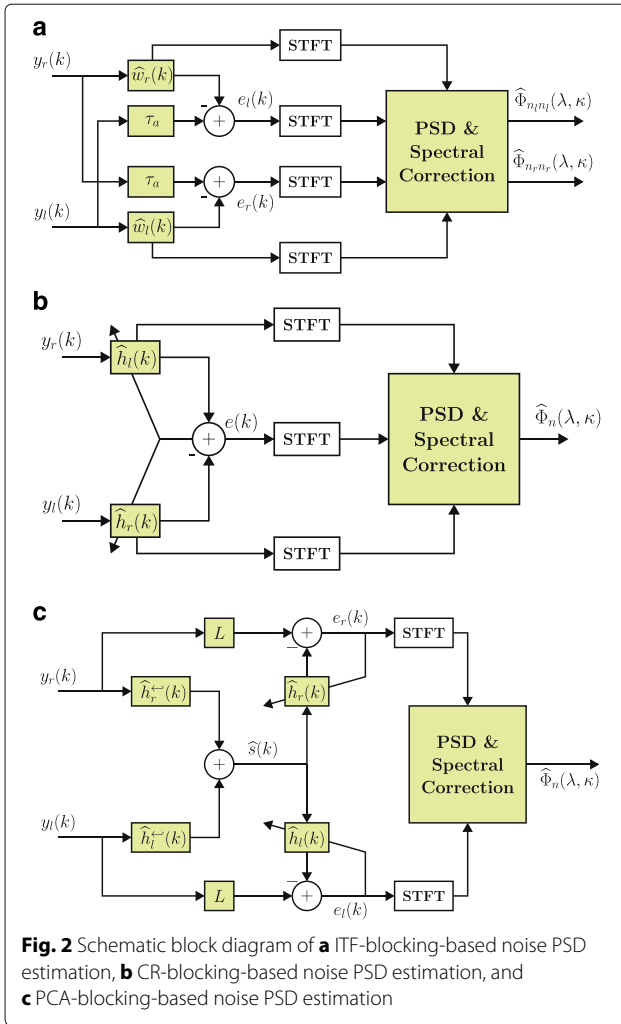 a
STFT
y_r(k)
ŵ_r(k)
-
e_l(k)
τ_a
+
STFT
PSD &
Spectral
Correction
Φ̂_{n_l n_l}(λ, κ)
Φ̂_{n_r n_r}(λ, κ)
τ_a
+
STFT
-
e_r(k)
y_l(k)
ŵ_l(k)
STFT
b
STFT
y_r(k)
ĥ_l(k)
e(k)
+
-
STFT
PSD &
Spectral
Correction
Φ̂_n(λ, κ)
y_l(k)
ĥ_r(k)
STFT
c
L
+
e_r(k)
STFT
−
y_r(k)
ĥ_r^↩(k)
ĥ_r(k)
+
ŝ(k)
PSD &
Spectral
Correction
Φ̂_n(λ, κ)
y_l(k)
ĥ_l^↩(k)
ĥ_l(k)
−
L
+
e_l(k)
STFT
Fig. 2 Schematic block diagram of a ITF-blocking-based noise PSD
estimation, b CR-blocking-based noise PSD estimation, and
c PCA-blocking-based noise PSD estimation